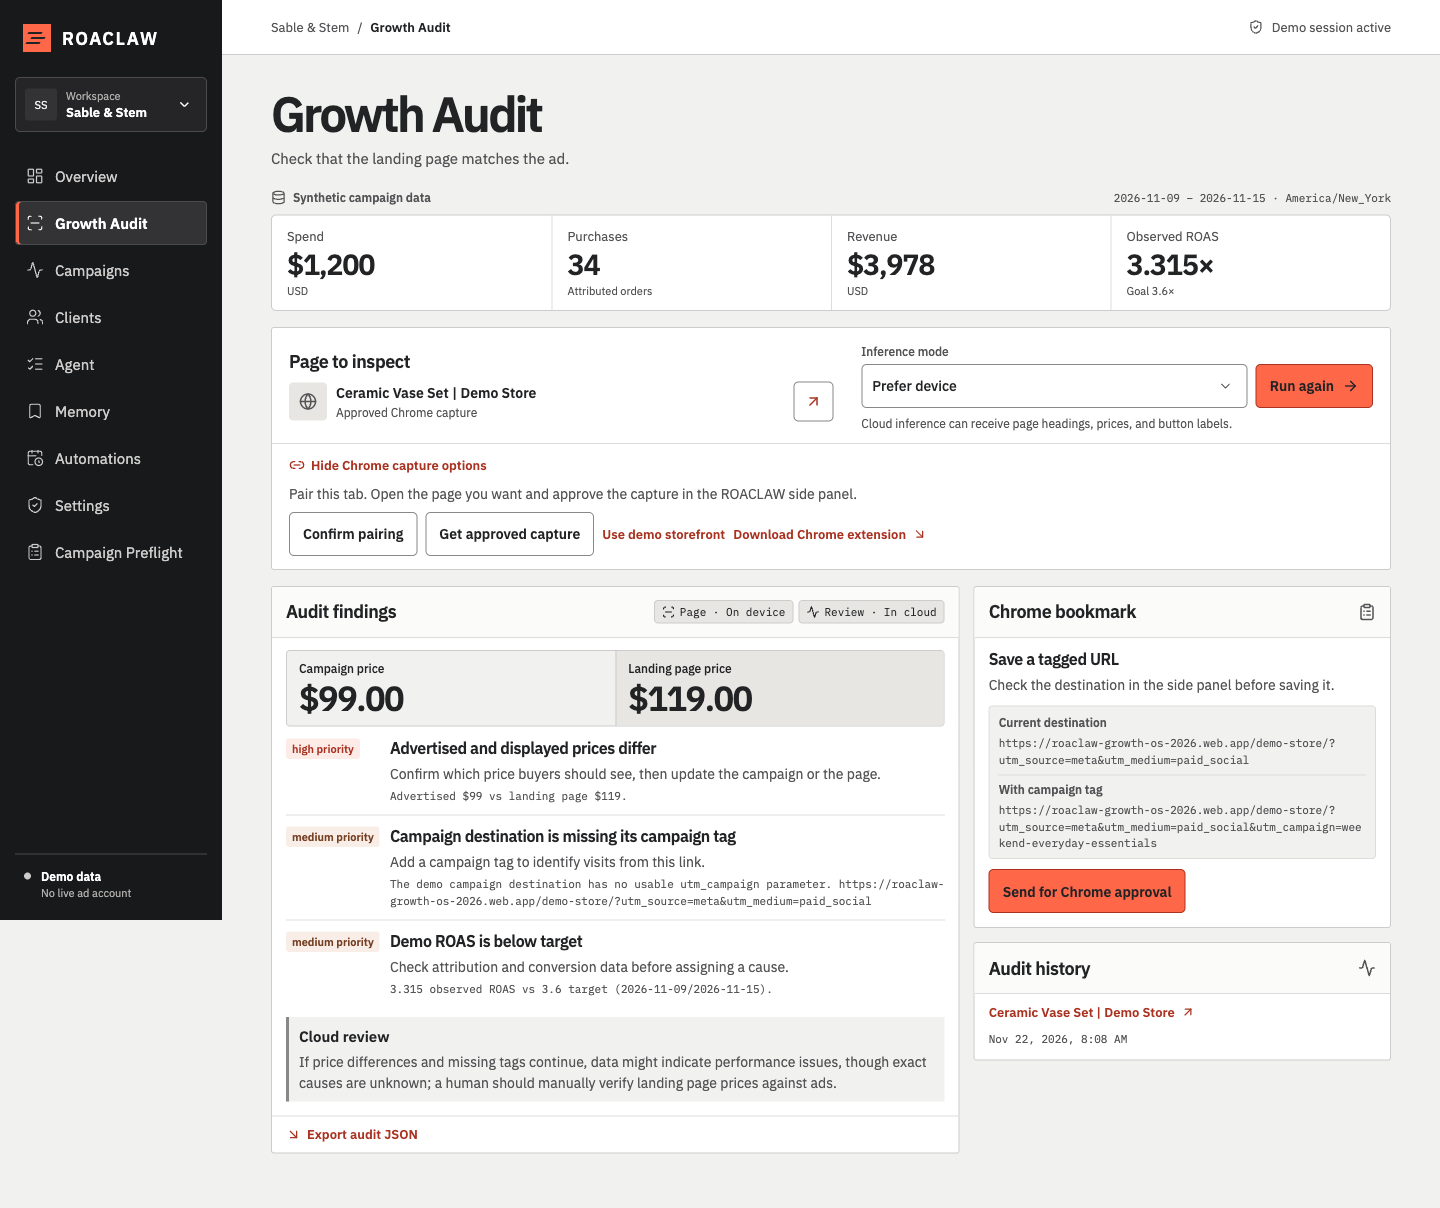 ROACLAW
SS
Workspace
Sable & Stem
Overview
Growth Audit
Campaigns
Clients
Agent
Memory
Automations
Settings
Campaign Preflight
Demo data
No live ad account
Sable & Stem / Growth Audit
Demo session active
Growth Audit
Check that the landing page matches the ad.
Synthetic campaign data
2026-11-09 – 2026-11-15 · America/New_York
Spend
$1,200
USD
Purchases
34
Attributed orders
Revenue
$3,978
USD
Observed ROAS
3.315×
Goal 3.6×
Page to inspect
Ceramic Vase Set | Demo Store
Approved Chrome capture
Inference mode
Prefer device
Run again
Cloud inference can receive page headings, prices, and button labels.
Hide Chrome capture options
Pair this tab. Open the page you want and approve the capture in the ROACLAW side panel.
Confirm pairing
Get approved capture
Use demo storefront
Download Chrome extension
Audit findings
Page · On device
Review · In cloud
Campaign price
$99.00
Landing page price
$119.00
high priority
Advertised and displayed prices differ
Confirm which price buyers should see, then update the campaign or the page.
Advertised $99 vs landing page $119.
medium priority
Campaign destination is missing its campaign tag
Add a campaign tag to identify visits from this link.
The demo campaign destination has no usable utm_campaign parameter. https://roaclaw-
growth-os-2026.web.app/demo-store/?utm_source=meta&utm_medium=paid_social
medium priority
Demo ROAS is below target
Check attribution and conversion data before assigning a cause.
3.315 observed ROAS vs 3.6 target (2026-11-09/2026-11-15).
Cloud review
If price differences and missing tags continue, data might indicate performance issues, though exact
causes are unknown; a human should manually verify landing page prices against ads.
Export audit JSON
Chrome bookmark
Save a tagged URL
Check the destination in the side panel before saving it.
Current destination
https://roaclaw-growth-os-2026.web.app/demo-store/?
utm_source=meta&utm_medium=paid_social
With campaign tag
https://roaclaw-growth-os-2026.web.app/demo-store/?
utm_source=meta&utm_medium=paid_social&utm_campaign=wee
kend-everyday-essentials
Send for Chrome approval
Audit history
Ceramic Vase Set | Demo Store
Nov 22, 2026, 8:08 AM